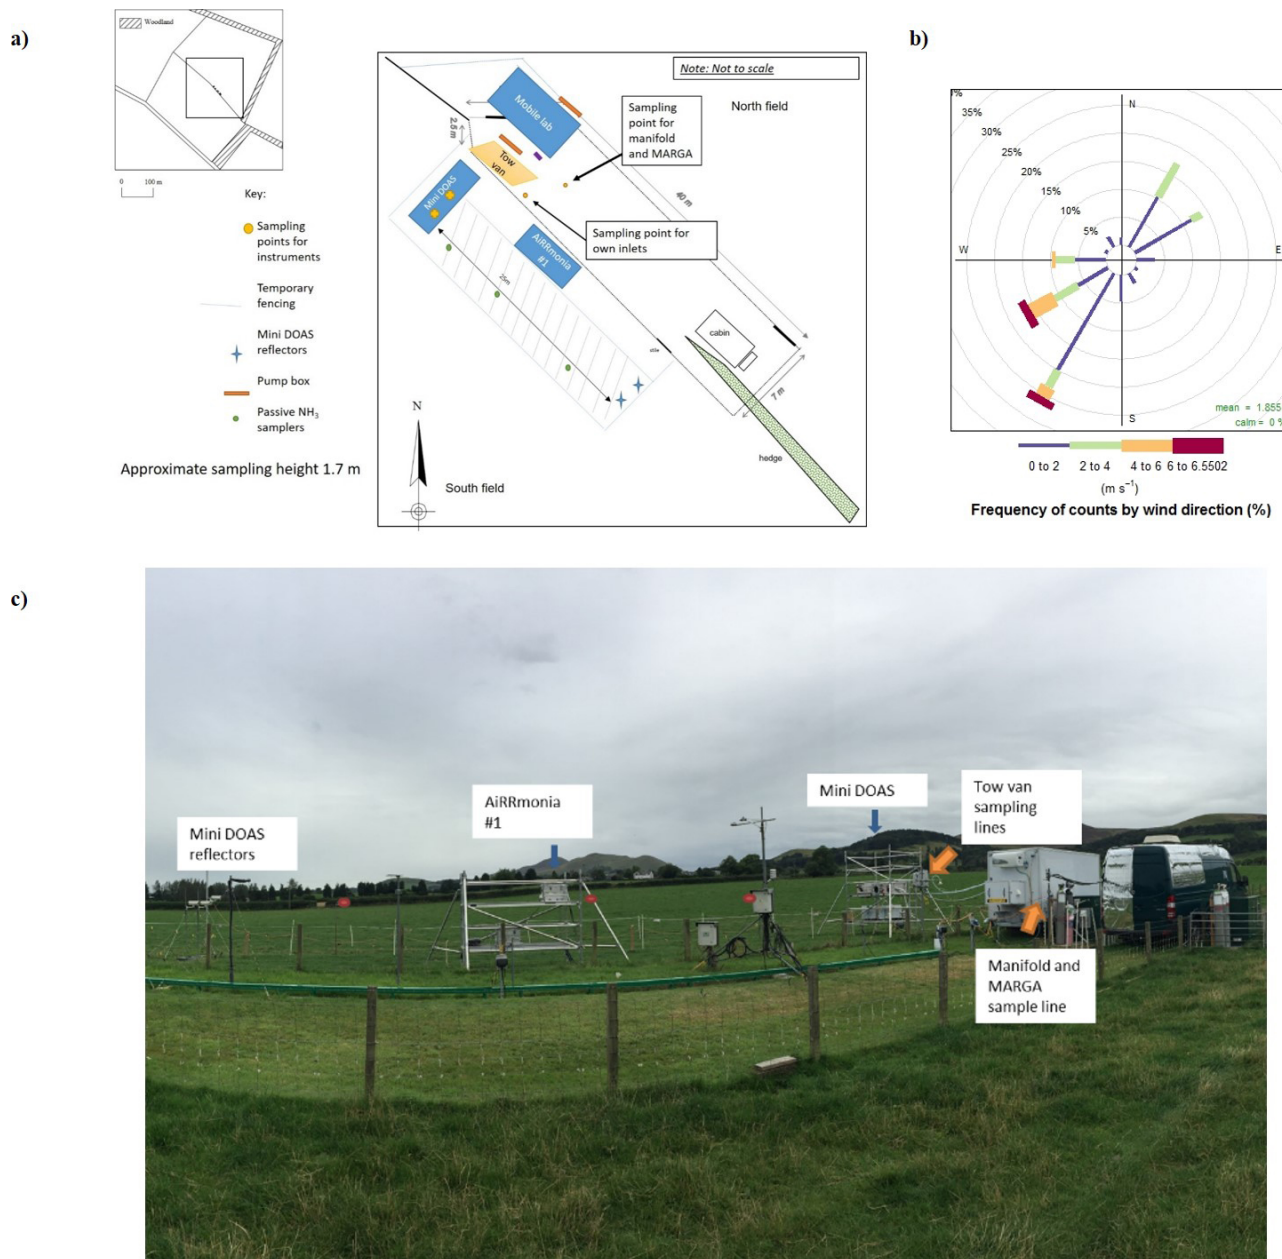 a)
Woodland
0 100 m
Key:
Sampling
points for
instruments
Temporary
fencing
Mini DOAS
reflectors
Pump box
Passive NH₃
samplers
Approximate sampling height 1.7 m
Note: Not to scale
North field
Mobile lab
Sampling
point for
manifold
and MARGA
2.5 m
Tow
van
Mini DOAS
40 m
Sampling point for
own inlets
AiRRmonia
#1
25m
cabin
7 m
N
hedge
South field
b)
35%
30%
25%
20%
15%
10%
5%
N
W
E
S
mean = 1.855
calm = 0 %
0 to 2 2 to 4 4 to 6 6 to 6.5502
(m s⁻¹)
Frequency of counts by wind direction (%)
c)
Mini DOAS
reflectors
AiRRmonia
#1
Mini DOAS
Tow van
sampling
lines
Manifold and
MARGA
sample line